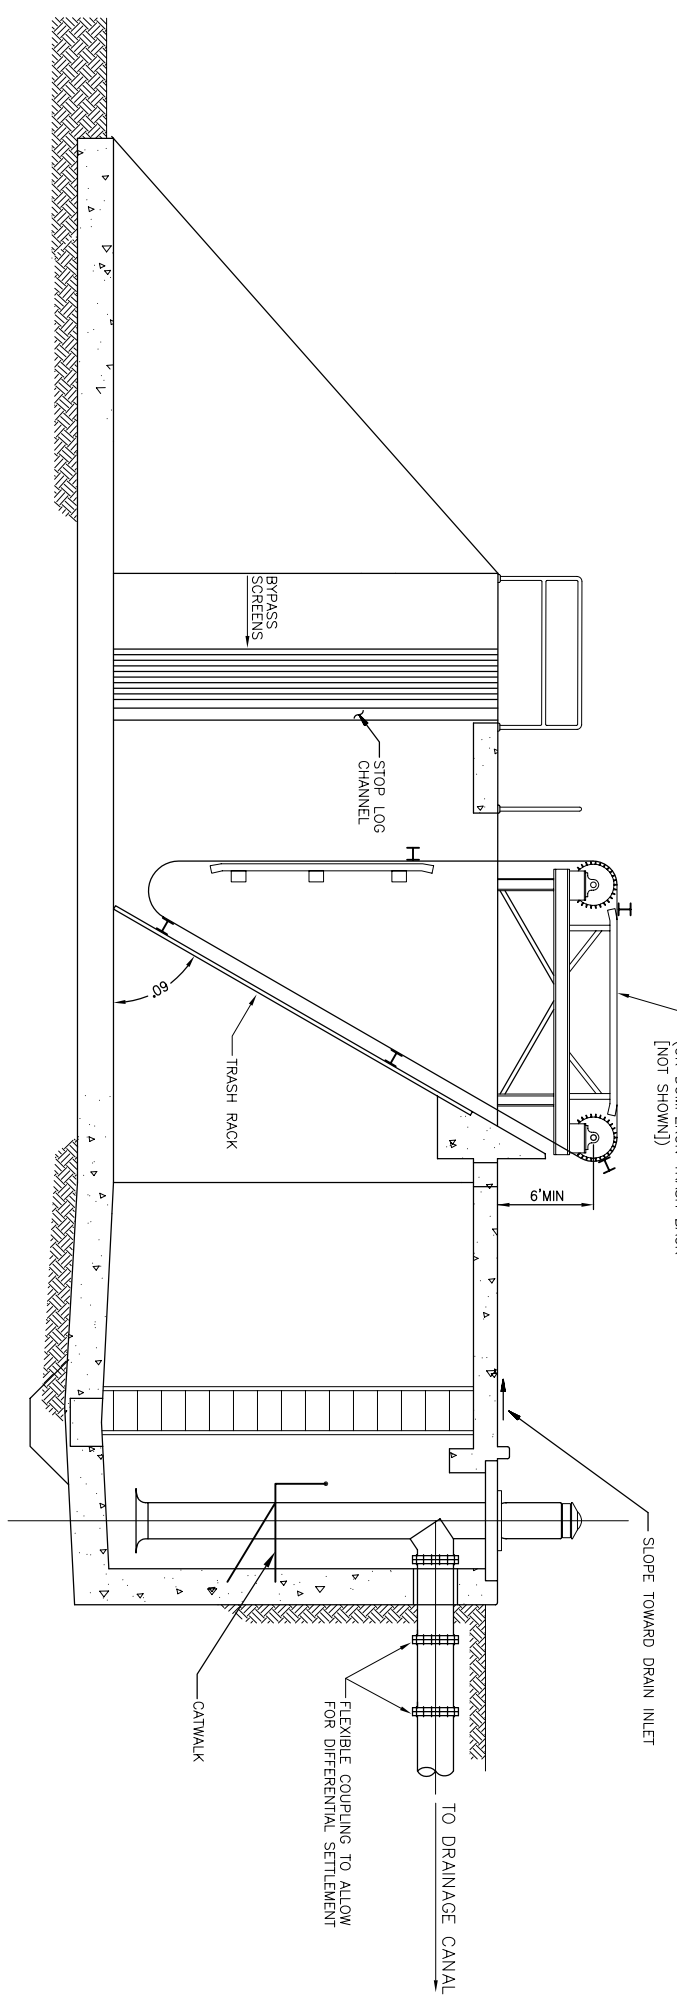 [NOT SHOWN])
SLOPE TOWARD DRAIN INLET
6'MIN
BYPASS
SCREENS
STOP LOG
CHANNEL
60°
TRASH RACK
TO DRAINAGE CANAL
FLEXIBLE COUPLING TO ALLOW
FOR DIFFERENTIAL SETTLEMENT
CATWALK